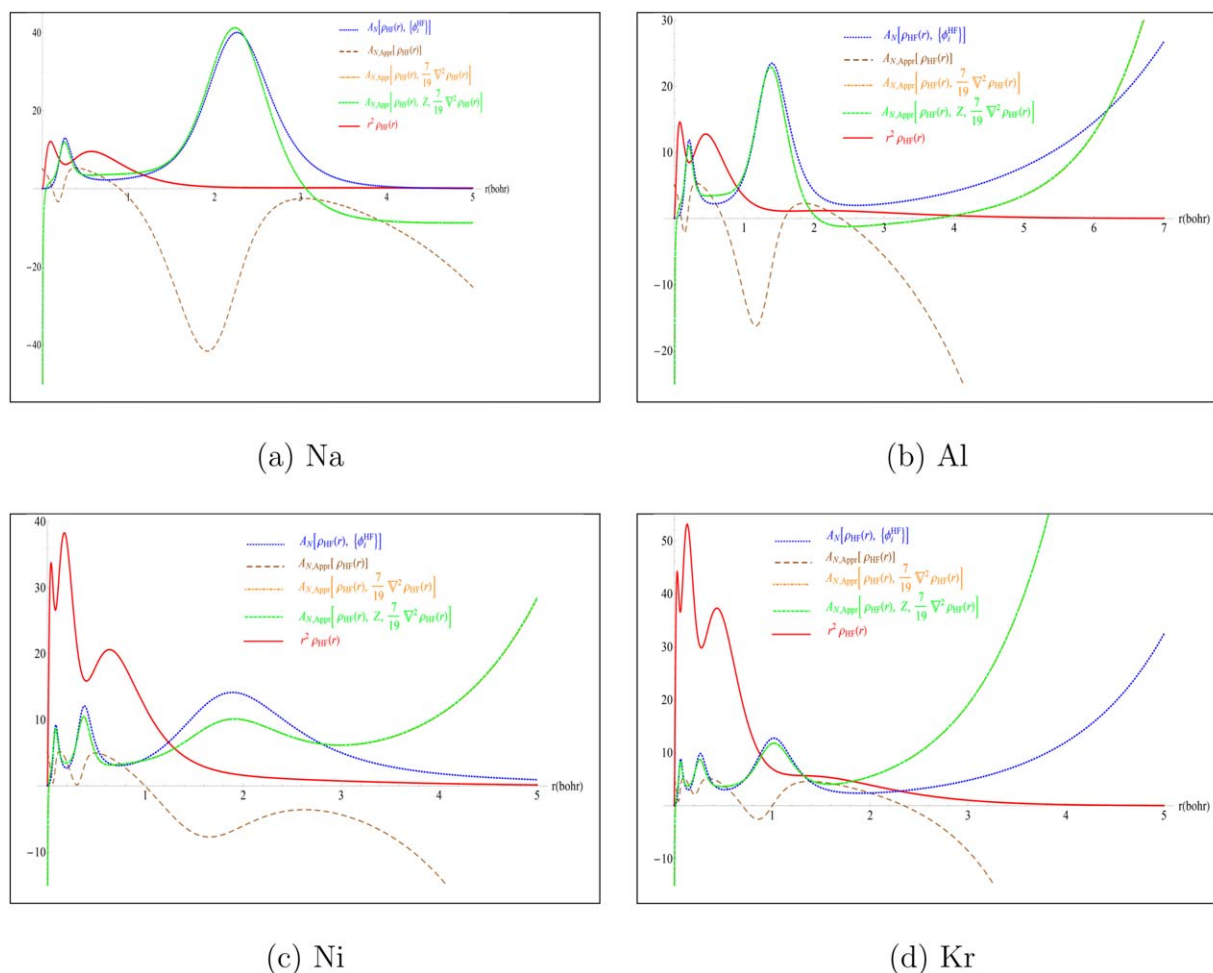 40
20
-20
-40
1
2
3
4
5
r(bohr)
A_N[ρ_HF(r), {ϕ_i^HF}]
A_N,Appr[ρ_HF(r)]
A_N,Appr[ρ_HF(r), 7/19 ∇²ρ_HF(r)]
A_N,Appr[ρ_HF(r), Z, 7/19 ∇²ρ_HF(r)]
r² ρ_HF(r)
(a) Na
30
20
10
0
-10
-20
1
2
3
4
5
6
7
r(bohr)
A_N[ρ_HF(r), {ϕ_i^HF}]
A_N,Appr[ρ_HF(r)]
A_N,Appr[ρ_HF(r), 7/19 ∇²ρ_HF(r)]
A_N,Appr[ρ_HF(r), Z, 7/19 ∇²ρ_HF(r)]
r² ρ_HF(r)
(b) Al
40
30
20
10
0
-10
1
2
3
4
5
r(bohr)
A_N[ρ_HF(r), {ϕ_i^HF}]
A_N,Appr[ρ_HF(r)]
A_N,Appr[ρ_HF(r), 7/19 ∇²ρ_HF(r)]
A_N,Appr[ρ_HF(r), Z, 7/19 ∇²ρ_HF(r)]
r² ρ_HF(r)
(c) Ni
50
40
30
20
10
0
-10
1
2
3
4
5
r(bohr)
A_N[ρ_HF(r), {ϕ_i^HF}]
A_N,Appr[ρ_HF(r)]
A_N,Appr[ρ_HF(r), 7/19 ∇²ρ_HF(r)]
A_N,Appr[ρ_HF(r), Z, 7/19 ∇²ρ_HF(r)]
r² ρ_HF(r)
(d) Kr